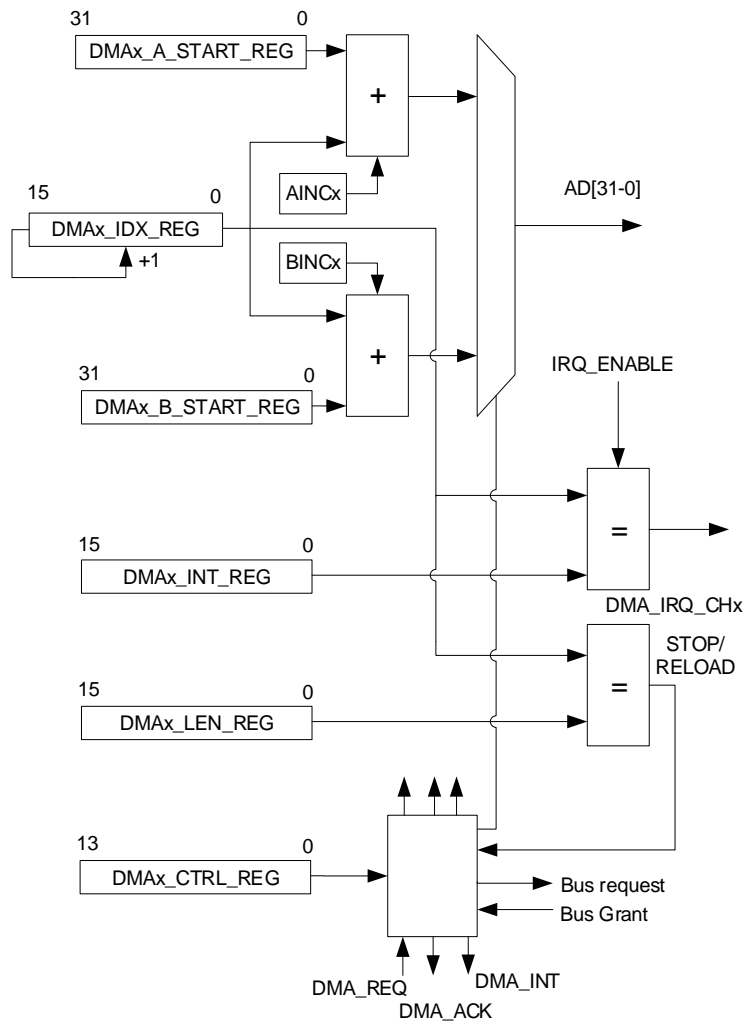 31 0
DMAx_A_START_REG
+
AINCx
15 0
DMAx_IDX_REG
+1
AD[31-0]
BINCx
+
31 0
DMAx_B_START_REG
IRQ_ENABLE
=
15 0
DMAx_INT_REG
DMA_IRQ_CHx
STOP/
RELOAD
=
15 0
DMAx_LEN_REG
13 0
DMAx_CTRL_REG
Bus request
Bus Grant
DMA_REQ
DMA_INT
DMA_ACK